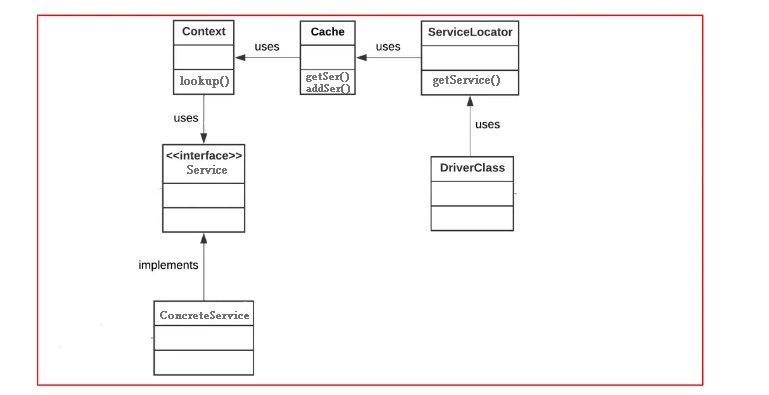 Context
lookup()
uses
Cache
getSer()
addSer()
uses
ServiceLocator
getService()
uses
<<interface>>
Service
uses
DriverClass
implements
ConcreteService